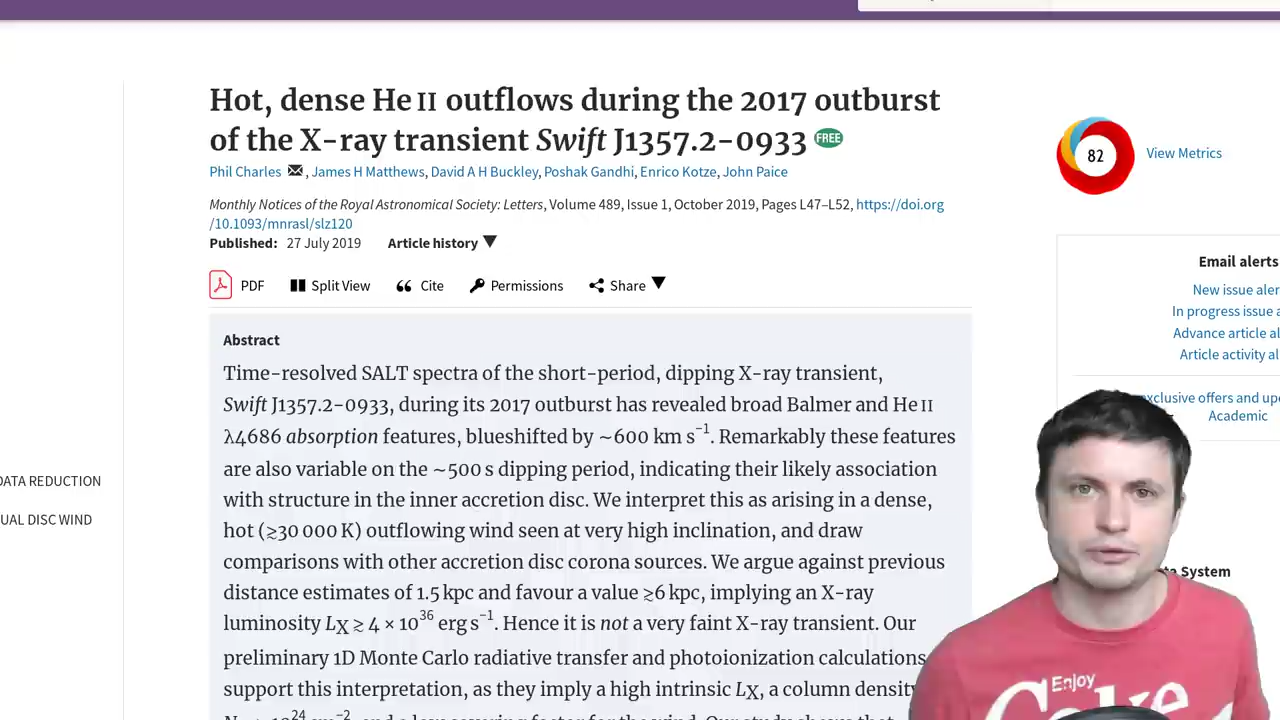 Hot, dense He II outflows during the 2017 outburst
of the X-ray transient Swift J1357.2-0933 FREE
Phil Charles , James H Matthews, David A H Buckley, Poshak Gandhi, Enrico Kotze, John Paice
Monthly Notices of the Royal Astronomical Society: Letters, Volume 489, Issue 1, October 2019, Pages L47–L52, https://doi.org
/10.1093/mnrasl/slz120
Published: 27 July 2019 Article history ▼
PDF Split View Cite Permissions Share ▼
Abstract
Time-resolved SALT spectra of the short-period, dipping X-ray transient,
Swift J1357.2-0933, during its 2017 outburst has revealed broad Balmer and He II
λ4686 absorption features, blueshifted by ~600 km s⁻¹. Remarkably these features
are also variable on the ~500 s dipping period, indicating their likely association
with structure in the inner accretion disc. We interpret this as arising in a dense,
hot (≳30 000 K) outflowing wind seen at very high inclination, and draw
comparisons with other accretion disc corona sources. We argue against previous
distance estimates of 1.5 kpc and favour a value ≳6 kpc, implying an X-ray
luminosity LX ≳ 4 × 10³⁶ erg s⁻¹. Hence it is not a very faint X-ray transient. Our
preliminary 1D Monte Carlo radiative transfer and photoionization calculations
support this interpretation, as they imply a high intrinsic LX, a column density
DATA REDUCTION
UAL DISC WIND
82
View Metrics
Email alerts
New issue aler
In progress issue a
Advance article al
Article activity al
exclusive offers and up
Academic
ta System
Enjoy
Coke